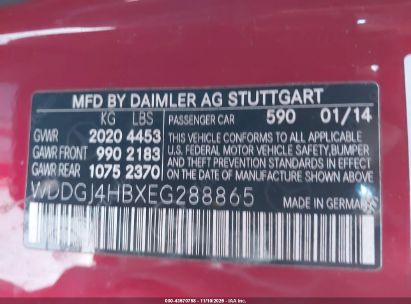 MFD BY DAIMLER AG STUTTGART
KG LBS PASSENGER CAR 590 01/14
GVWR 2020 4453 THIS VEHICLE CONFORMS TO ALL APPLICABLE
GAWR FRONT 990 2183 U.S. FEDERAL MOTOR VEHICLE SAFETY, BUMPER
GAWR REAR 1075 2370 AND THEFT PREVENTION STANDARDS IN EFFECT
ON THE DATE OF MANUFACTURE SHOWN ABOVE
WDDGJ4HBXEG288865 MADE IN GERMANY